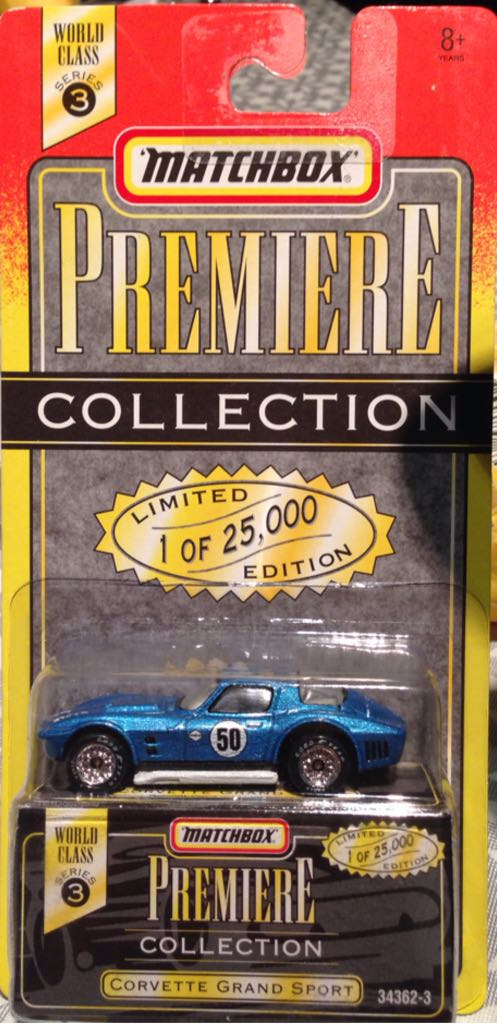 WORLD
CLASS
SERIES
3
8+
YEARS
'MATCHBOX'®
PREMIERE
COLLECTION
LIMITED
1 OF 25,000
EDITION
50
WORLD
CLASS
SERIES
3
MATCHBOX
LIMITED
1 OF 25,000
EDITION
PREMIERE
COLLECTION
CORVETTE GRAND SPORT
34362-3